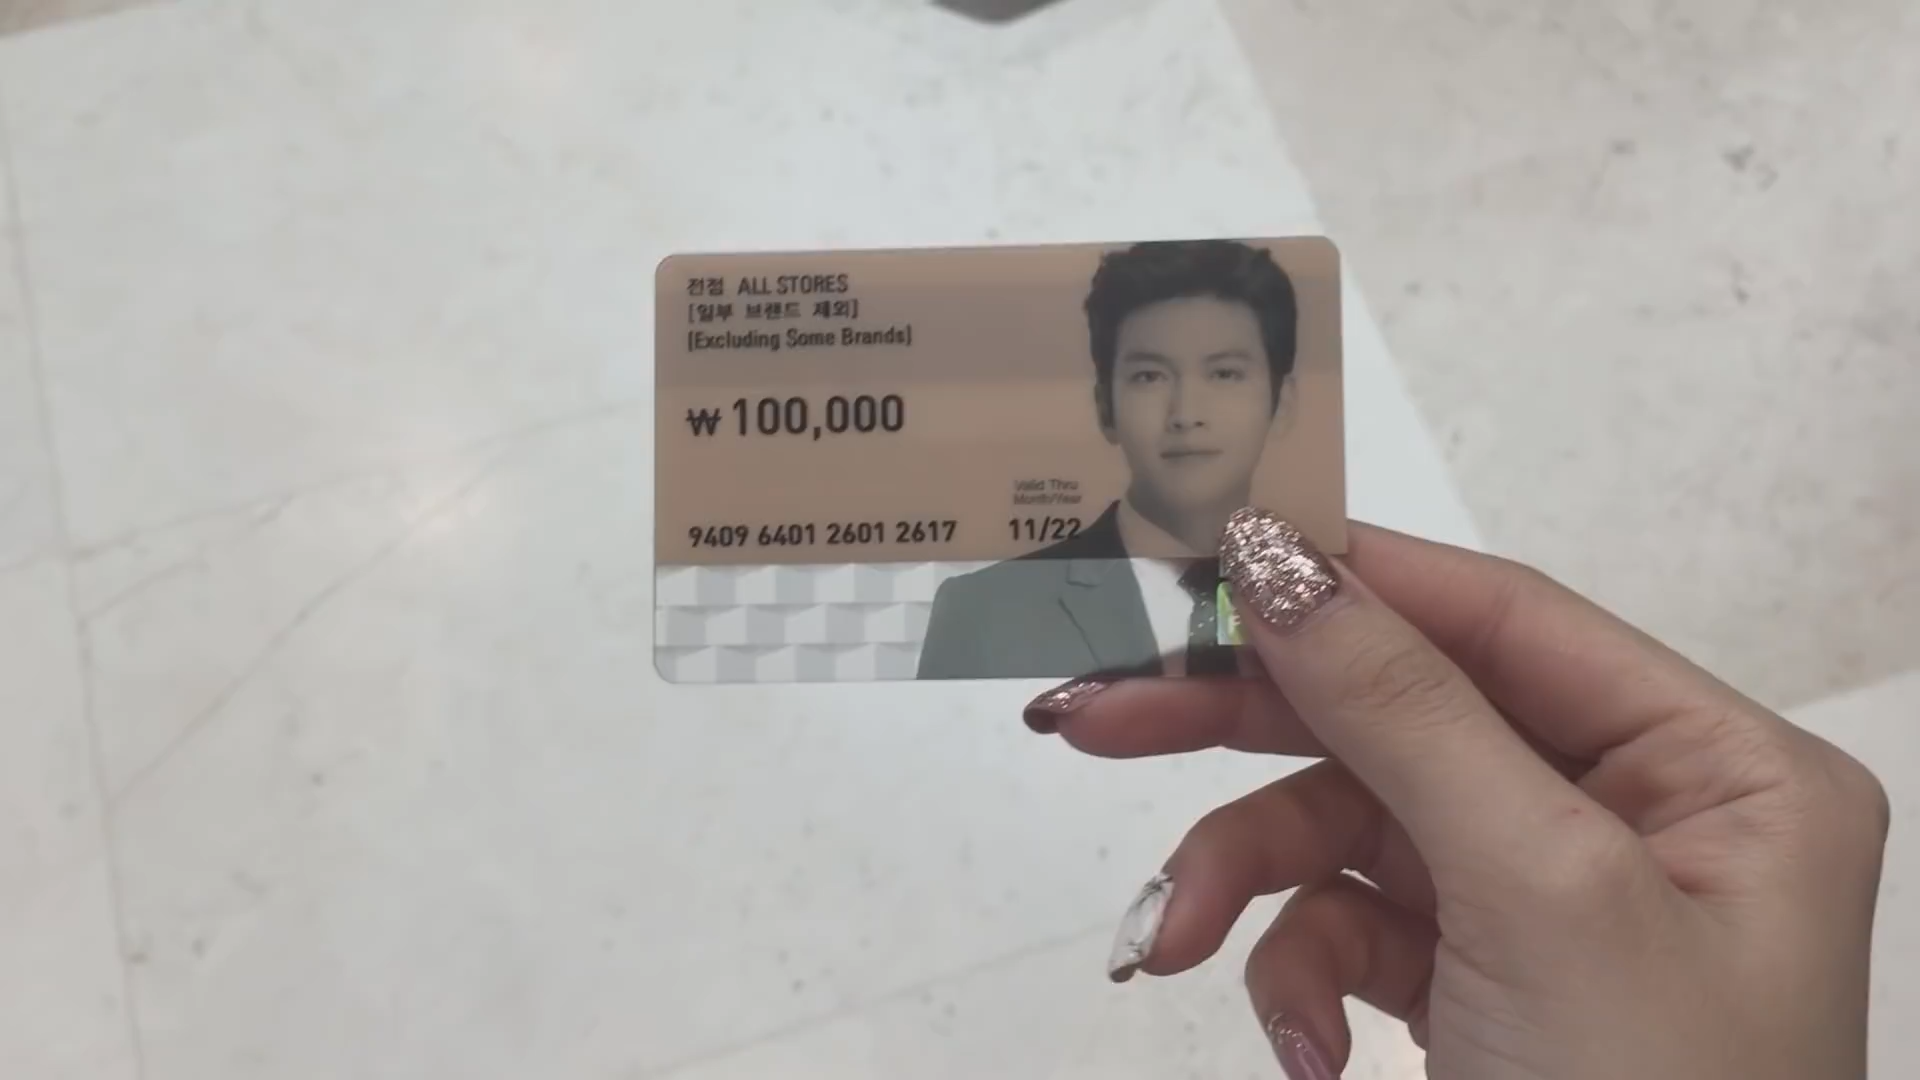 전점 ALL STORES
[일부 브랜드 제외]
[Excluding Some Brands]
₩ 100,000
Valid Thru
Month/Year
9409 6401 2601 2617 11/22